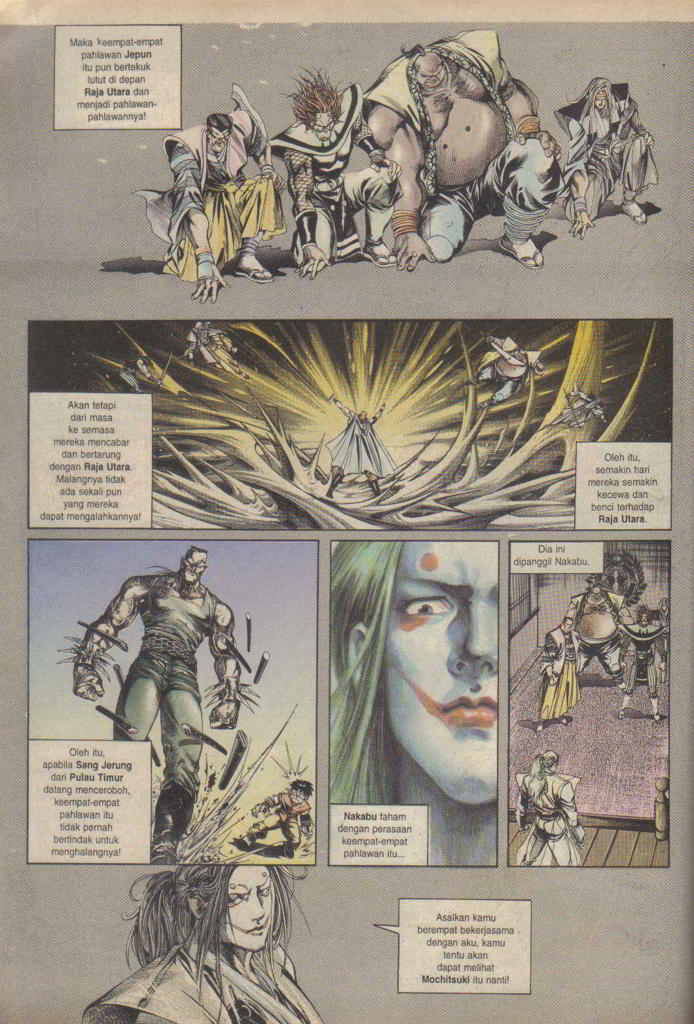 Maka keempat-empat
pahlawan Jepun
itu pun bertekuk
lutut di depan
Raja Utara dan
menjadi pahlawan-
pahlawannya!
Akan tetapi
dari masa
ke semasa
mereka mencabar
dan bertarung
dengan Raja Utara.
Malangnya tidak
ada sekali pun
yang mereka
dapat mengalahkannya!
Oleh itu,
semakin hari
mereka semakin
kecewa dan
benci terhadap
Raja Utara.
Oleh itu,
apabila Sang Jerung
dari Pulau Timur
datang menceroboh,
keempat-empat
pahlawan itu
tidak pernah
bertindak untuk
menghalangnya!
Nakabu faham
dengan perasaan
keempat-empat
pahlawan itu...
Dia ini
dipanggil Nakabu.
Asalkan kamu
berempat bekerjasama
dengan aku, kamu
tentu akan
dapat melihat
Mochitsuki itu nanti!